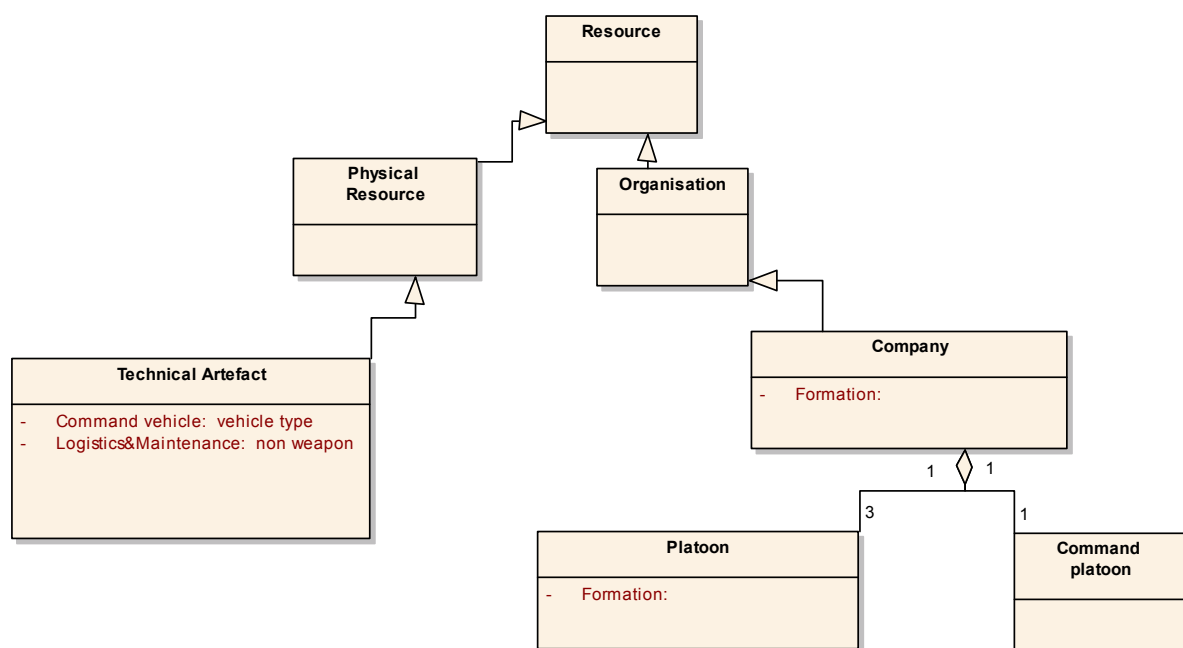 Resource
Physical
Resource
Organisation
Technical Artefact
- Command vehicle: vehicle type
- Logistics&Maintenance: non weapon
Company
- Formation:
1 1
3 1
Platoon
- Formation:
Command
platoon